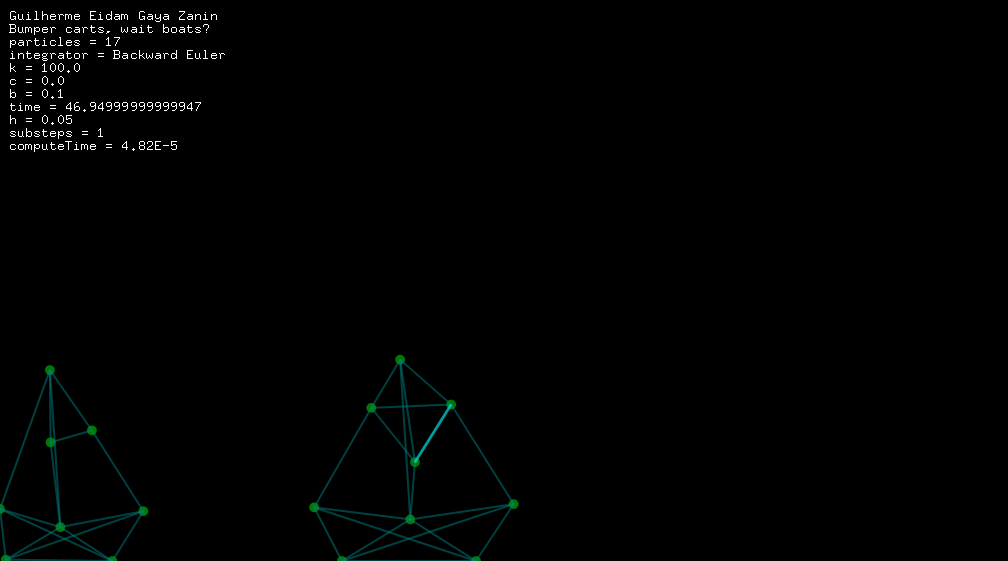 Guilherme Eidam Gaya Zanin
Bumper carts, wait boats?
particles = 17
integrator = Backward Euler
k = 100.0
c = 0.0
b = 0.1
time = 46.94999999999947
h = 0.05
substeps = 1
computeTime = 4.82E-5